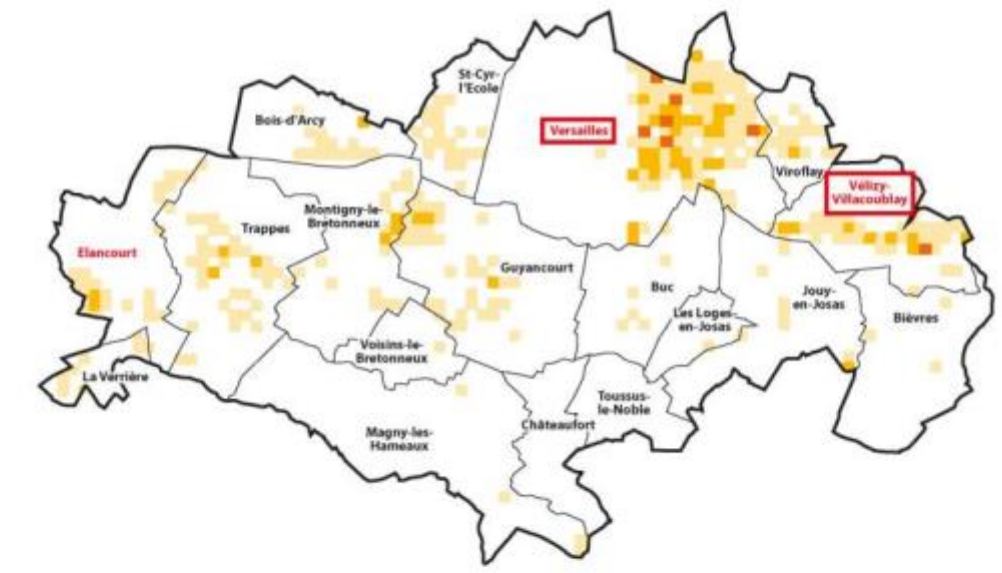 St-Cyr-
l'Ecole
Bois-d'Arcy
Versailles
Viroflay
Vélizy-
Villacoublay
Montigny-le-
Bretonneux
Trappes
Elancourt
Guyancourt
Buc
Jouy-
en-Josas
Les Loges-
en-Josas
Bièvres
Voisins-le-
Bretonneux
La Verrière
Toussus-
le-Noble
Châteaufort
Magny-les-
Hameaux